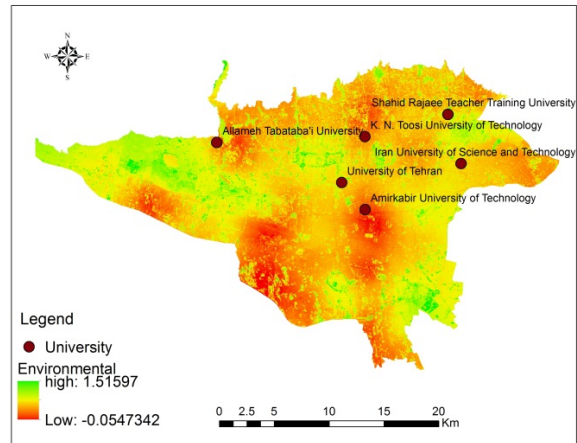 N
W E
S
Shahid Rajaee Teacher Training University
Allameh Tabataba'i University
K. N. Toosi University of Technology
Iran University of Science and Technology
University of Tehran
Amirkabir University of Technology
Legend
University
Environmental
high: 1.51597
Low: -0.0547342
0 2.5 5 10 15 20
Km